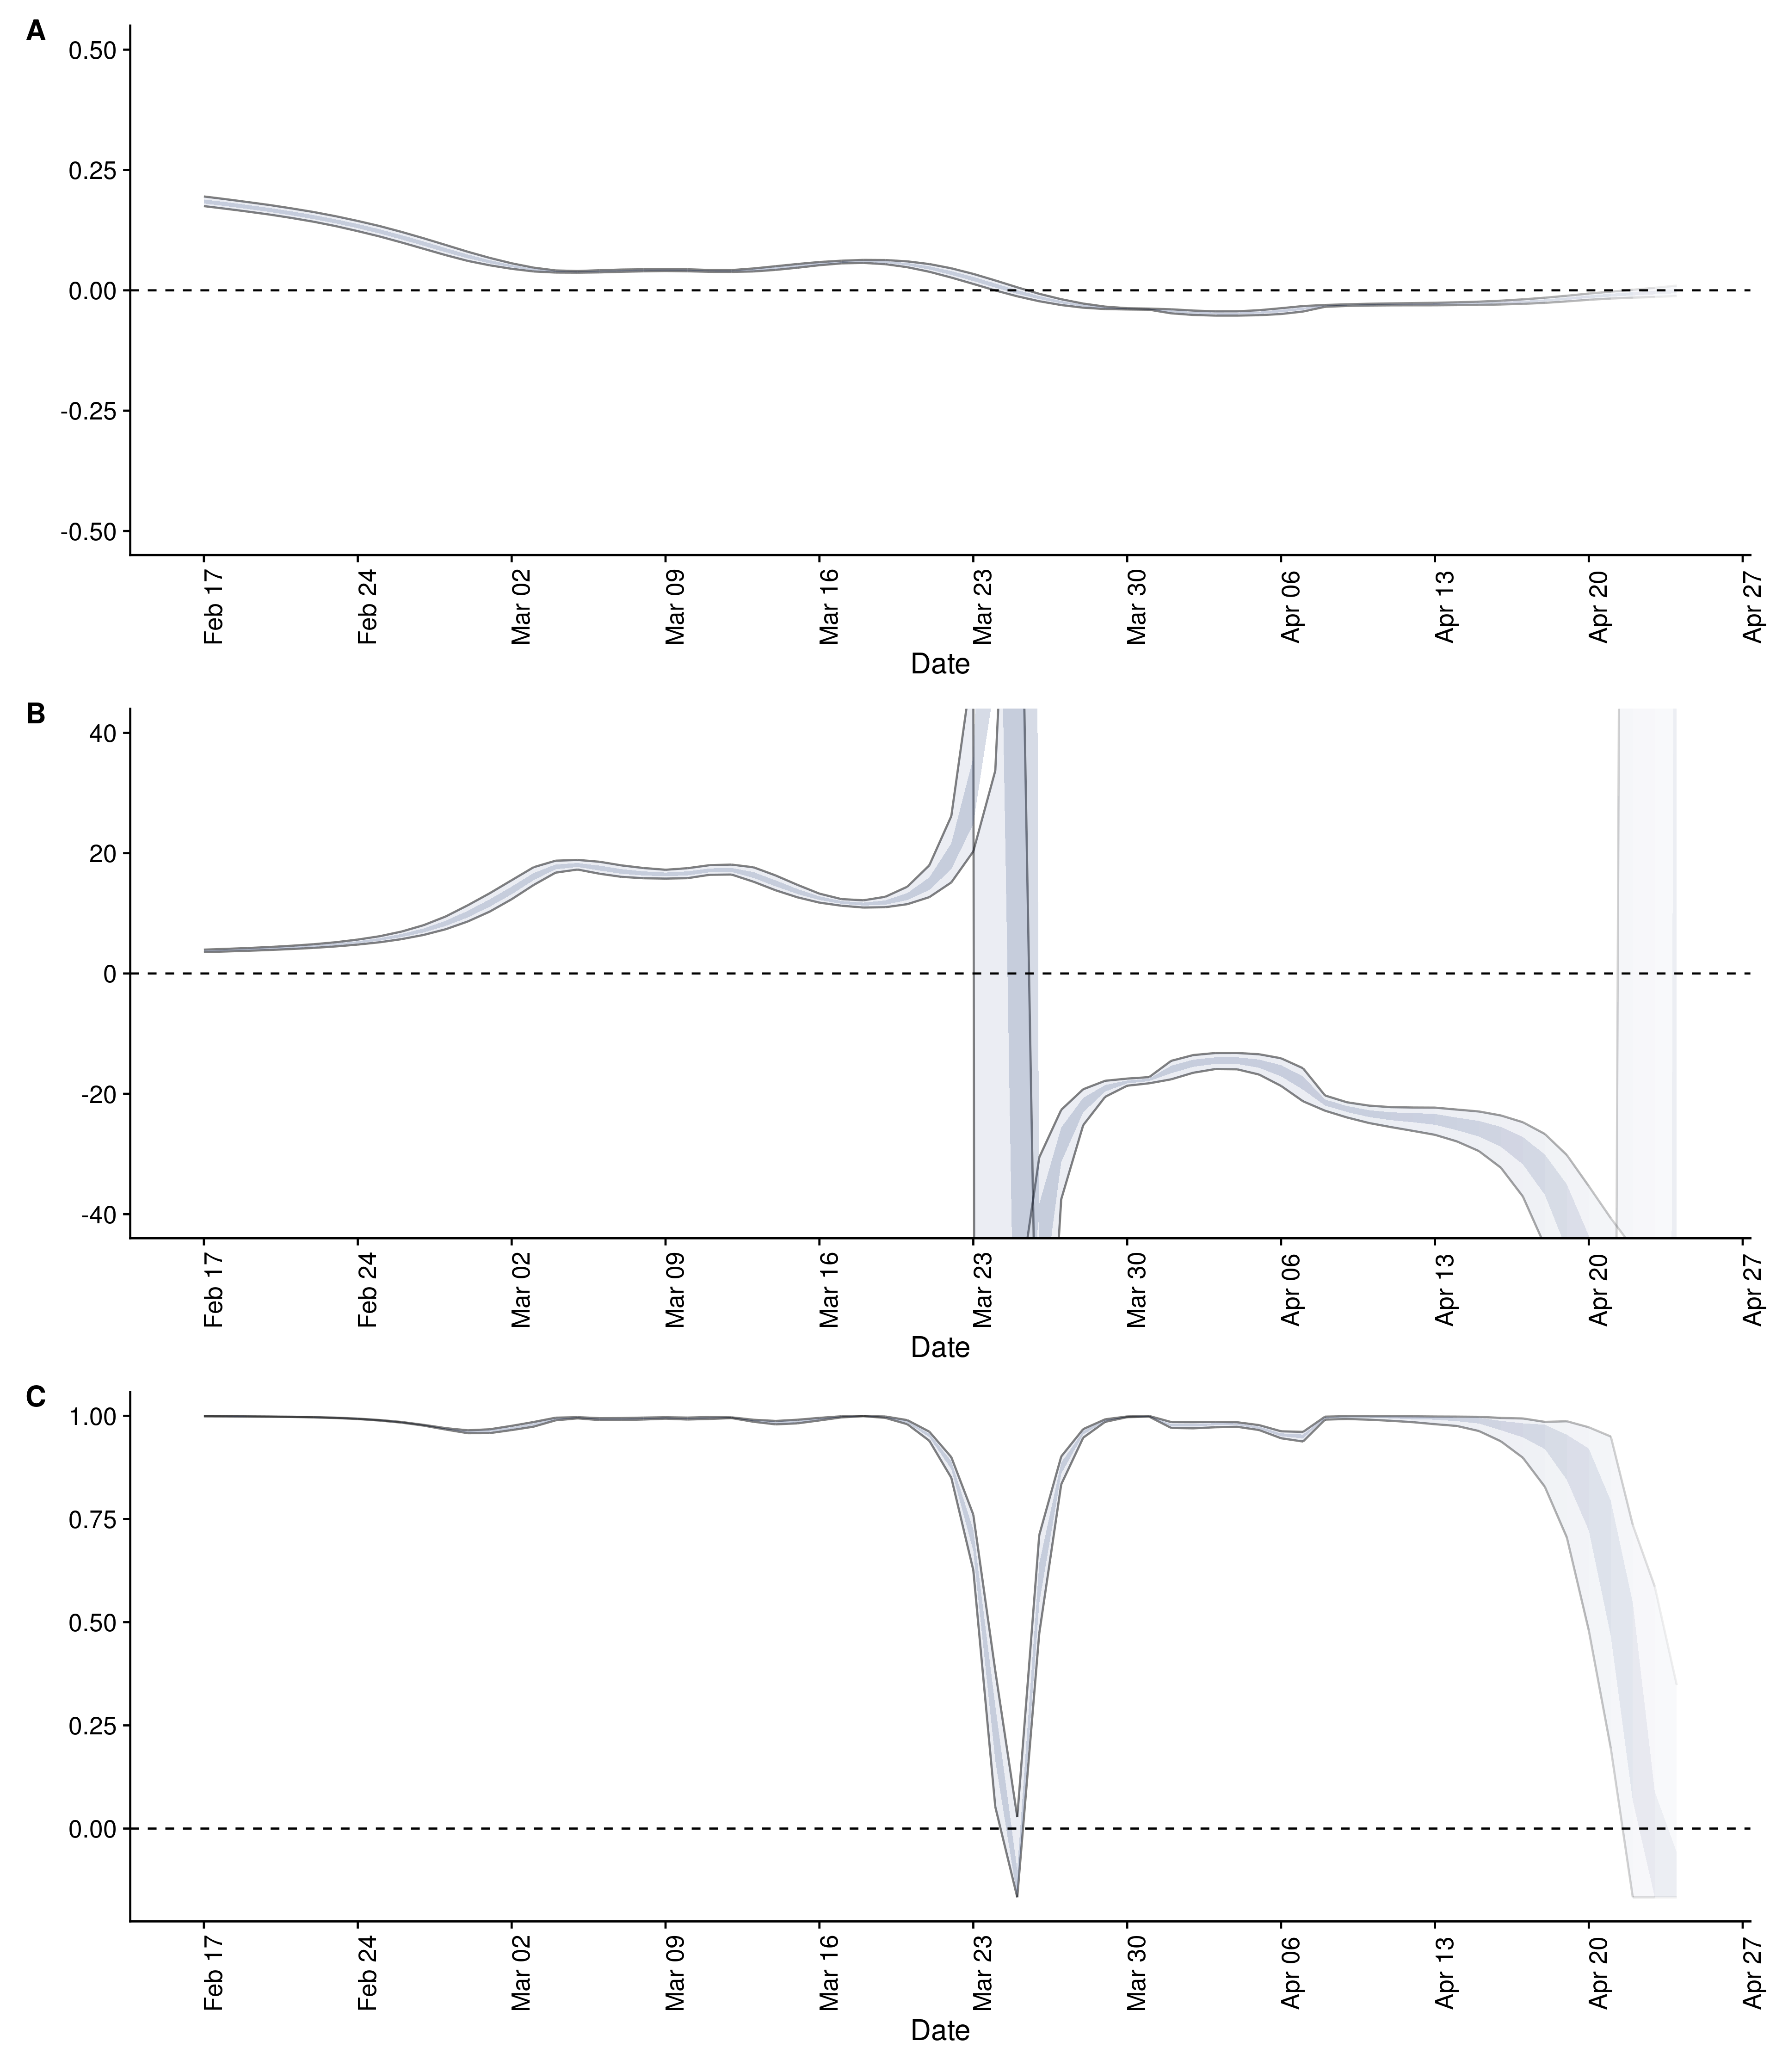 A
0.50
0.25
0.00
-0.25
-0.50
Feb 17
Feb 24
Mar 02
Mar 09
Mar 16
Mar 23
Mar 30
Apr 06
Apr 13
Apr 20
Apr 27
Date
B
40
20
0
-20
-40
Feb 17
Feb 24
Mar 02
Mar 09
Mar 16
Mar 23
Mar 30
Apr 06
Apr 13
Apr 20
Apr 27
Date
C
1.00
0.75
0.50
0.25
0.00
Feb 17
Feb 24
Mar 02
Mar 09
Mar 16
Mar 23
Mar 30
Apr 06
Apr 13
Apr 20
Apr 27
Date